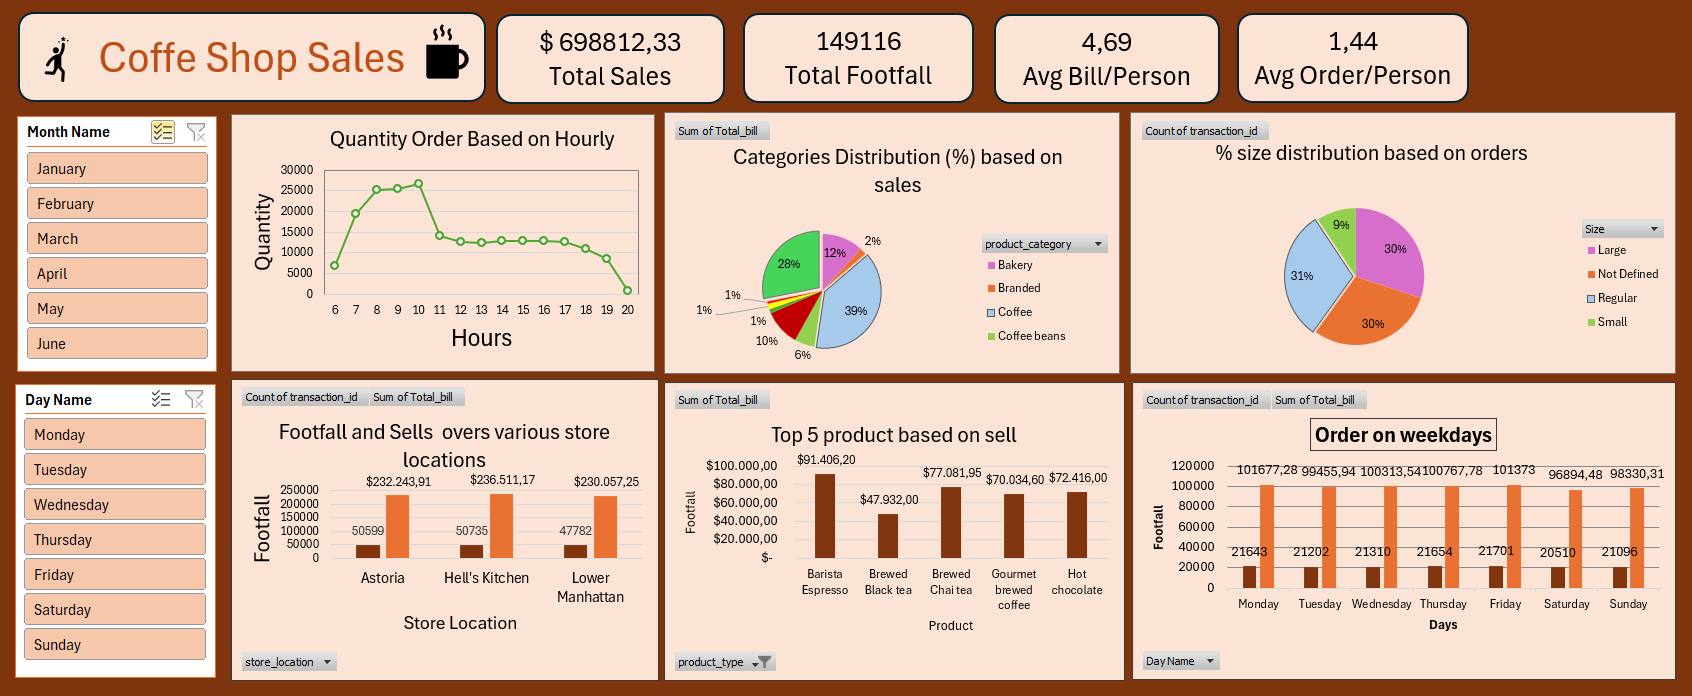 Coffe Shop Sales
$ 698812,33
Total Sales
149116
Total Footfall
4,69
Avg Bill/Person
1,44
Avg Order/Person
Month Name
January
February
March
April
May
June
Day Name
Monday
Tuesday
Wednesday
Thursday
Friday
Saturday
Sunday
Quantity Order Based on Hourly
Quantity
30000
25000
20000
15000
10000
5000
0
6 7 8 9 10 11 12 13 14 15 16 17 18 19 20
Hours
Sum of Total_bill
Categories Distribution (%) based on
sales
12%
2%
39%
6%
10%
1%
1%
1%
28%
product_category
Bakery
Branded
Coffee
Coffee beans
Count of transaction_id
% size distribution based on orders
30%
30%
31%
9%
Size
Large
Not Defined
Regular
Small
Count of transaction_id Sum of Total_bill
Footfall and Sells overs various store
locations
Footfall
250000
200000
150000
100000
50000
0
$232.243,91 $236.511,17 $230.057,25
50599 50735 47782
Astoria Hell's Kitchen Lower
Manhattan
Store Location
store_location
Sum of Total_bill
Top 5 product based on sell
Footfall
$100.000,00
$80.000,00
$60.000,00
$40.000,00
$20.000,00
$-
$91.406,20
$47.932,00
$77.081,95
$70.034,60
$72.416,00
Barista Brewed Brewed Gourmet Hot
Espresso Black tea Chai tea brewed chocolate
coffee
Product
product_type
Count of transaction_id Sum of Total_bill
Order on weekdays
Footfall
120000
100000
80000
60000
40000
20000
0
101677,28 99455,94 100313,54 100767,78 101373 96894,48 98330,31
21643 21202 21310 21654 21701 20510 21096
Monday Tuesday Wednesday Thursday Friday Saturday Sunday
Days
Day Name